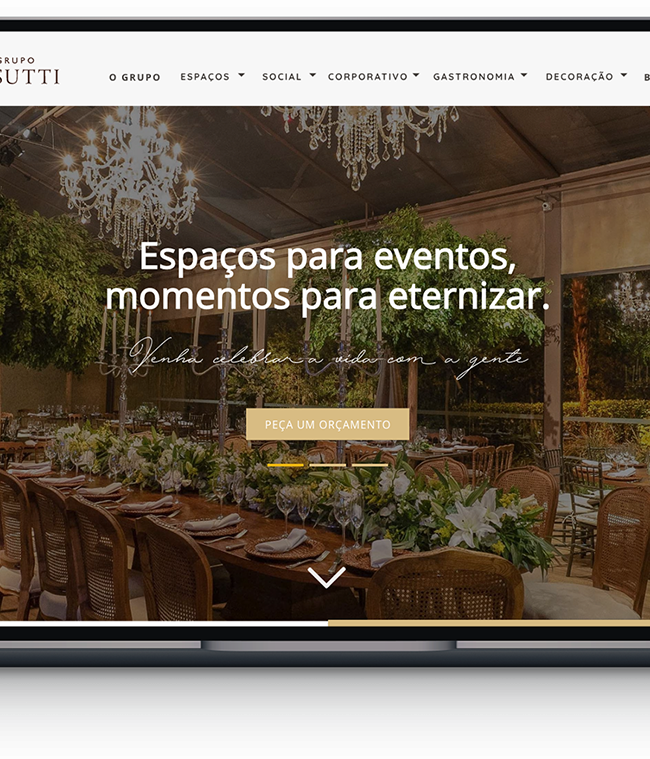 GRUPO
SUTTI
O GRUPO
ESPAÇOS
SOCIAL
CORPORATIVO
GASTRONOMIA
DECORAÇÃO
B
Espaços para eventos,
momentos para eternizar.
Venha celebrar a vida com a gente
PEÇA UM ORÇAMENTO